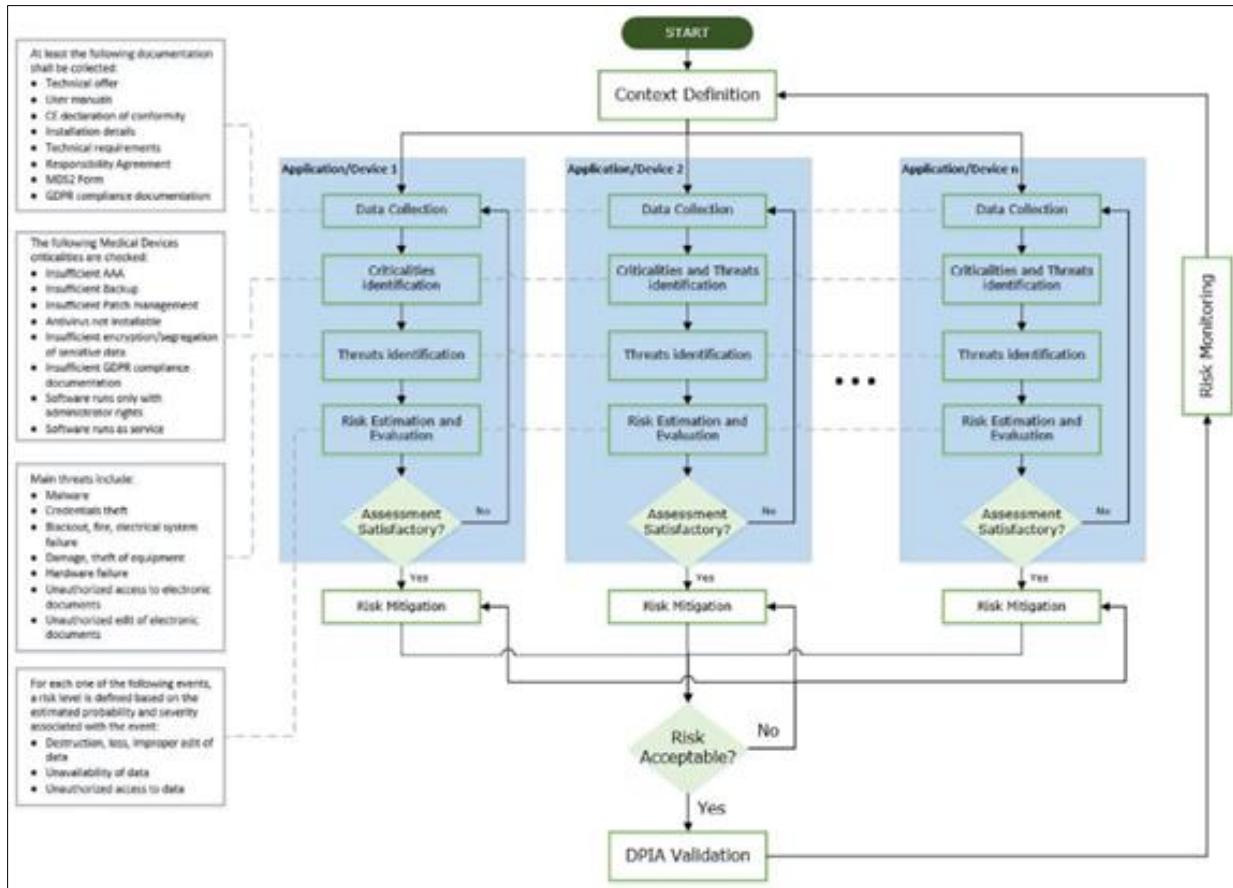 START
Context Definition
At least the following documentation
shall be collected:
• Technical offer
• User manuals
• CE declaration of conformity
• Installation details
• Technical requirements
• Responsibility Agreement
• MDS2 Form
• GDPR compliance documentation
The following Medical Devices
criticalities are checked:
• Insufficient AAA
• Insufficient Backup
• Insufficient Patch management
• Antivirus not installable
• Insufficient encryption/segregation
of sensitive data
• Insufficient GDPR compliance
documentation
• Software runs only with
administrator rights
• Software runs as service
Main threats include:
• Malware
• Credentials theft
• Blackout, fire, electrical system
failure
• Damage, theft of equipment
• Hardware failure
• Unauthorized access to electronic
documents
• Unauthorized edit of electronic
documents
For each one of the following events,
a risk level is defined based on the
estimated probability and severity
associated with the event:
• Destruction, loss, improper edit of
data
• Unavailability of data
• Unauthorized access to data
Application/Device 1
Data Collection
Criticalities
identification
Threats identification
Risk Estimation and
Evaluation
Assessment
Satisfactory?
No
Yes
Risk Mitigation
Application/Device 2
Data Collection
Criticalities and Threats
identification
Threats identification
Risk Estimation and
Evaluation
Assessment
Satisfactory?
No
Yes
Risk Mitigation
Application/Device n
Data Collection
Criticalities and Threats
identification
Threats identification
Risk Estimation and
Evaluation
Assessment
Satisfactory?
No
Yes
Risk Mitigation
Risk
Acceptable?
No
Yes
DPIA Validation
Risk Monitoring